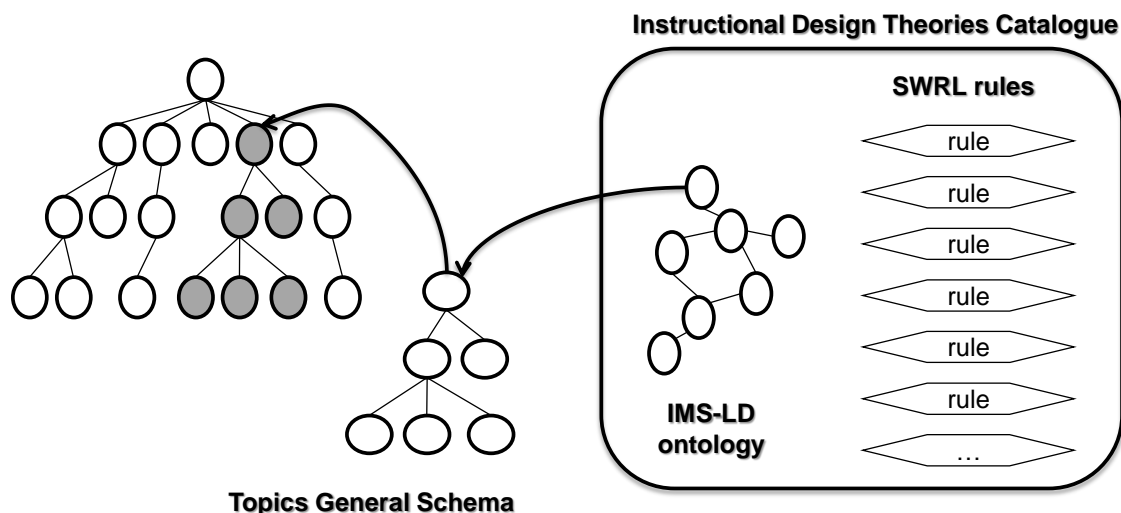 Instructional Design Theories Catalogue
SWRL rules
rule
rule
rule
rule
rule
rule
…
IMS-LD
ontology
Topics General Schema